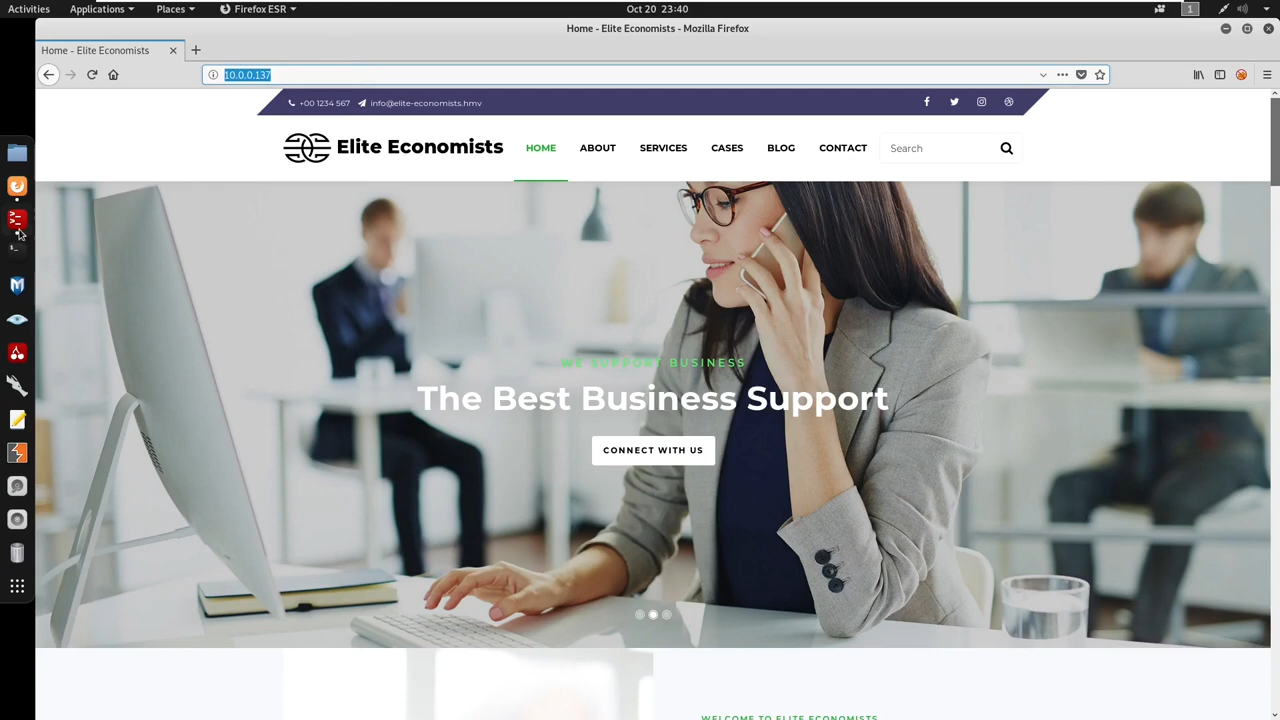 Activities Applications Places Firefox ESR Oct 20 23:40 1
Home - Elite Economists - Mozilla Firefox
Home - Elite Economists
10.0.0.137
+00 1234 567 info@elite-economists.hmv
Elite Economists HOME ABOUT SERVICES CASES BLOG CONTACT Search
WE SUPPORT BUSINESS
The Best Business Support
CONNECT WITH US
WELCOME TO ELITE ECONOMISTS